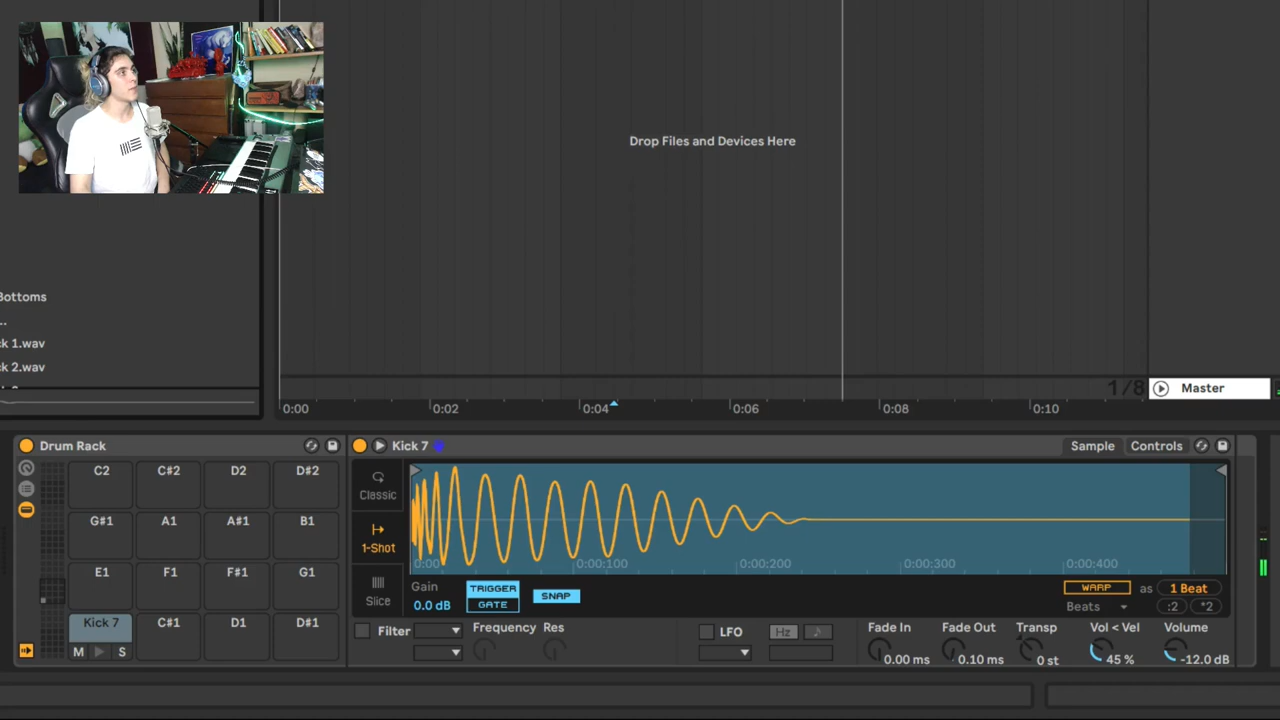 Drop Files and Devices Here
Bottoms
..
ck 1.wav
ck 2.wav
1/8
Master
0:00
0:02
0:04
0:06
0:08
0:10
Drum Rack
C2 C#2 D2 D#2
G#1 A1 A#1 B1
E1 F1 F#1 G1
Kick 7 C#1 D1 D#1
M S
Kick 7
Sample Controls
Classic
1-Shot
Slice
0:00 0:00:100 0:00:200 0:00:300 0:00:400
Gain
0.0 dB
TRIGGER
GATE
SNAP
WARP as 1 Beat
Beats :2 *2
Filter
Frequency Res
LFO
Hz
Fade In
0.00 ms
Fade Out
0.10 ms
Transp
0 st
Vol < Vel
45 %
Volume
-12.0 dB